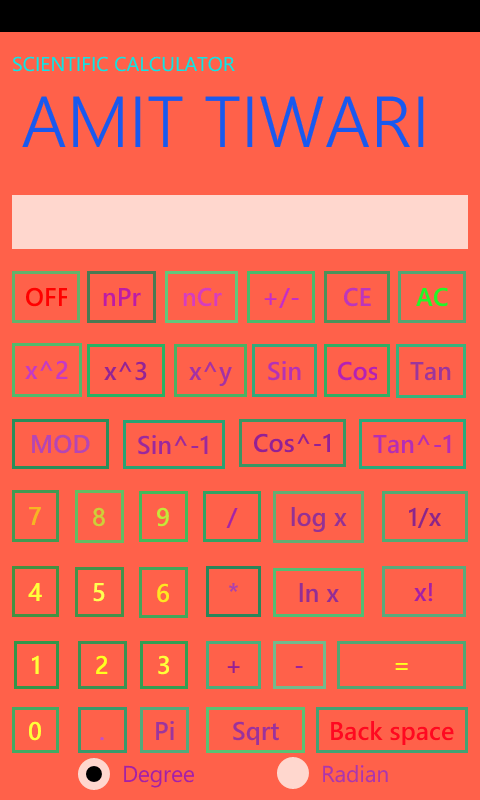 SCIENTIFIC CALCULATOR
AMIT TIWARI
OFF nPr nCr +/- CE AC
x^2 x^3 x^y Sin Cos Tan
MOD Sin^-1 Cos^-1 Tan^-1
7 8 9 / log x 1/x
4 5 6 * ln x x!
1 2 3 + - =
0 . Pi Sqrt Back space
Degree Radian